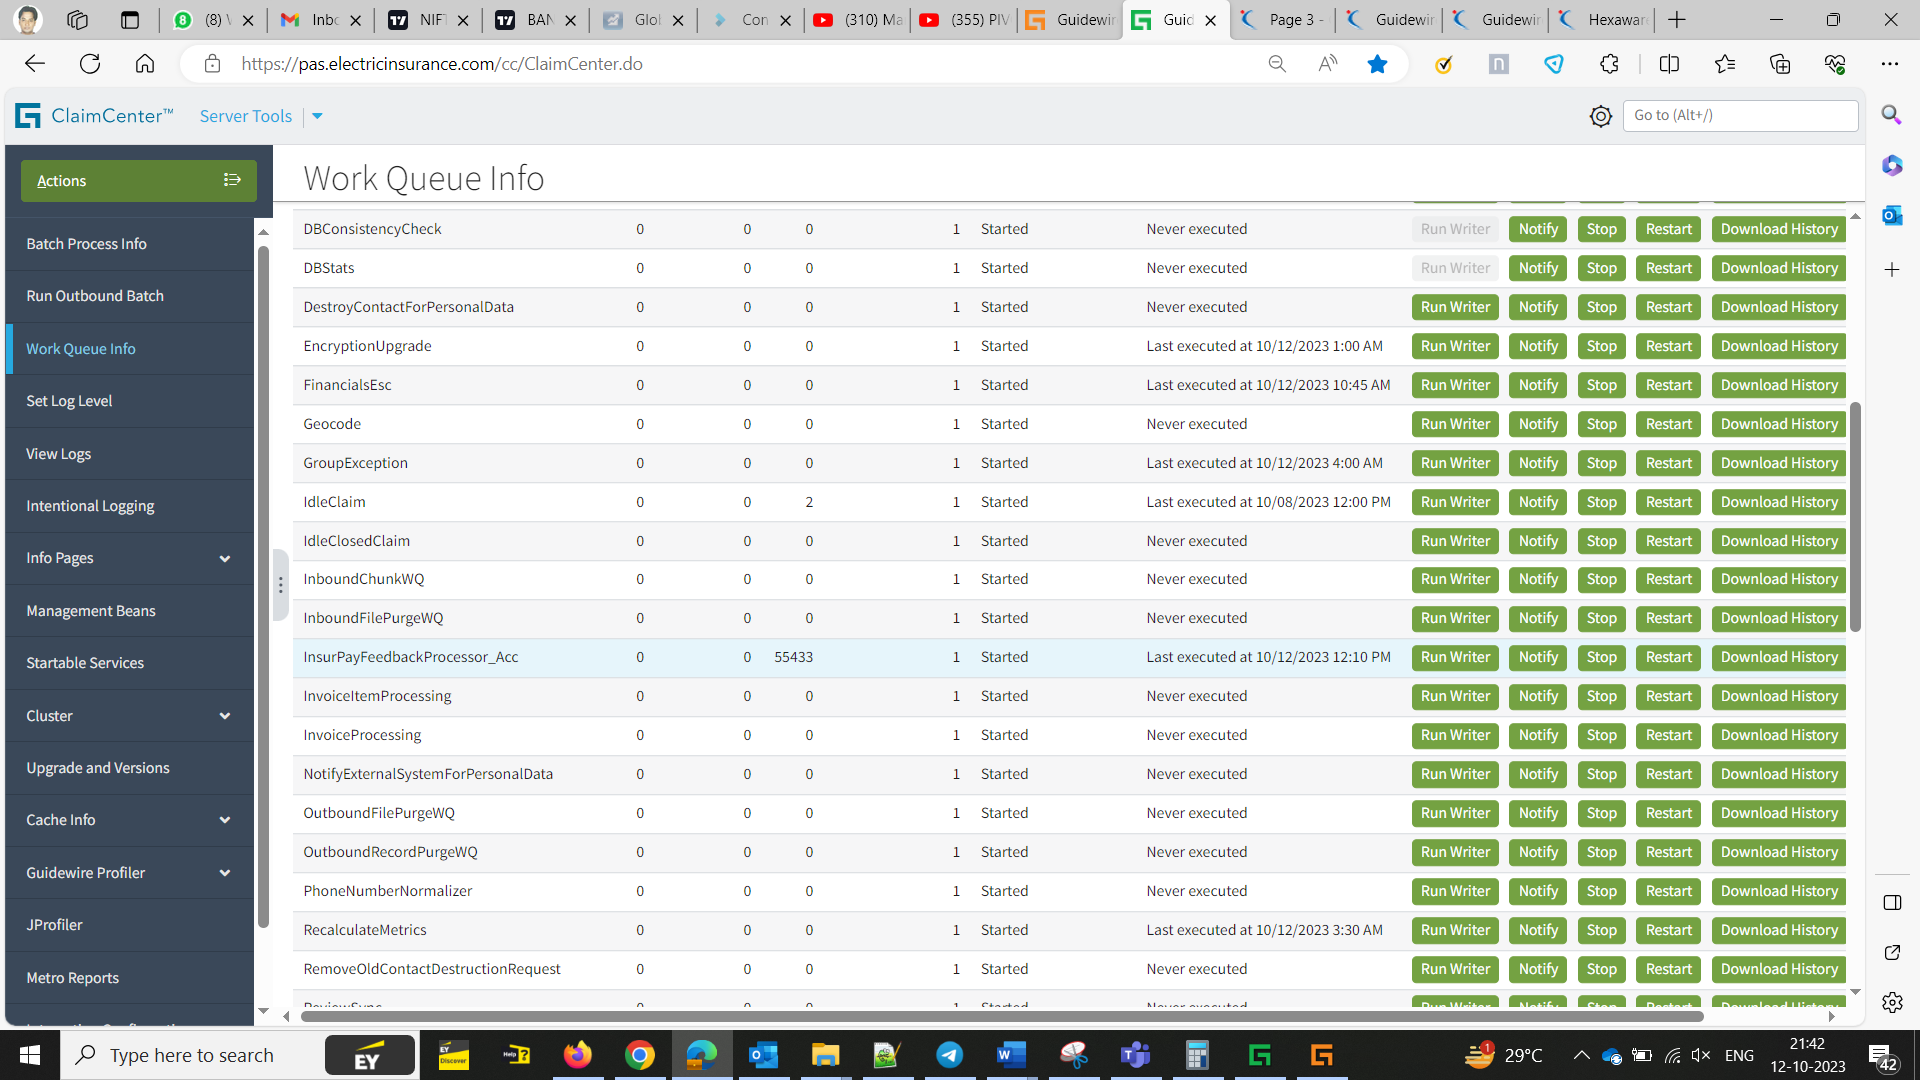 (8) W
Inbo
NIFT
BAN
Glob
Con
(310) Ma
(355) PIV
Guidewir
Guid
Page 3 -
Guidewir
Guidewir
Hexawar
https://pas.electricinsurance.com/cc/ClaimCenter.do
ClaimCenter™ Server Tools
Go to (Alt+/)
Actions
Batch Process Info
Run Outbound Batch
Work Queue Info
Set Log Level
View Logs
Intentional Logging
Info Pages
Management Beans
Startable Services
Cluster
Upgrade and Versions
Cache Info
Guidewire Profiler
JProfiler
Metro Reports
Work Queue Info
DBConsistencyCheck 0 0 0 1 Started Never executed Run Writer Notify Stop Restart Download History
DBStats 0 0 0 1 Started Never executed Run Writer Notify Stop Restart Download History
DestroyContactForPersonalData 0 0 0 1 Started Never executed Run Writer Notify Stop Restart Download History
EncryptionUpgrade 0 0 0 1 Started Last executed at 10/12/2023 1:00 AM Run Writer Notify Stop Restart Download History
FinancialsEsc 0 0 0 1 Started Last executed at 10/12/2023 10:45 AM Run Writer Notify Stop Restart Download History
Geocode 0 0 0 1 Started Never executed Run Writer Notify Stop Restart Download History
GroupException 0 0 0 1 Started Last executed at 10/12/2023 4:00 AM Run Writer Notify Stop Restart Download History
IdleClaim 0 0 2 1 Started Last executed at 10/08/2023 12:00 PM Run Writer Notify Stop Restart Download History
IdleClosedClaim 0 0 0 1 Started Never executed Run Writer Notify Stop Restart Download History
InboundChunkWQ 0 0 0 1 Started Never executed Run Writer Notify Stop Restart Download History
InboundFilePurgeWQ 0 0 0 1 Started Never executed Run Writer Notify Stop Restart Download History
InsurPayFeedbackProcessor_Acc 0 0 55433 1 Started Last executed at 10/12/2023 12:10 PM Run Writer Notify Stop Restart Download History
InvoiceItemProcessing 0 0 0 1 Started Never executed Run Writer Notify Stop Restart Download History
InvoiceProcessing 0 0 0 1 Started Never executed Run Writer Notify Stop Restart Download History
NotifyExternalSystemForPersonalData 0 0 0 1 Started Never executed Run Writer Notify Stop Restart Download History
OutboundFilePurgeWQ 0 0 0 1 Started Never executed Run Writer Notify Stop Restart Download History
OutboundRecordPurgeWQ 0 0 0 1 Started Never executed Run Writer Notify Stop Restart Download History
PhoneNumberNormalizer 0 0 0 1 Started Never executed Run Writer Notify Stop Restart Download History
RecalculateMetrics 0 0 0 1 Started Last executed at 10/12/2023 3:30 AM Run Writer Notify Stop Restart Download History
RemoveOldContactDestructionRequest 0 0 0 1 Started Never executed Run Writer Notify Stop Restart Download History
ReviewSync 0 0 0 1 Started Never executed Run Writer Notify Stop Restart Download History
Type here to search
EY
EY Discover
Help ?
29°C
ENG
21:42
12-10-2023
42